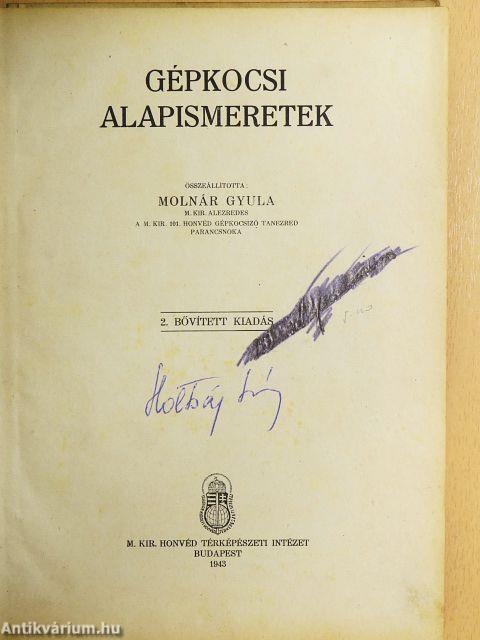 GÉPKOCSI
ALAPISMERETEK
ÖSSZEÁLLÍTOTTA:
MOLNÁR GYULA
M. KIR. ALEZREDES
A M. KIR. 101. HONVÉD GÉPKOCSIZÓ TANEZRED
PARANCSNOKA
2. BŐVÍTETT KIADÁS
M. KIR. HONVÉD TÉRKÉPÉSZETI INTÉZET
BUDAPEST
1943
Antikvárium.hu